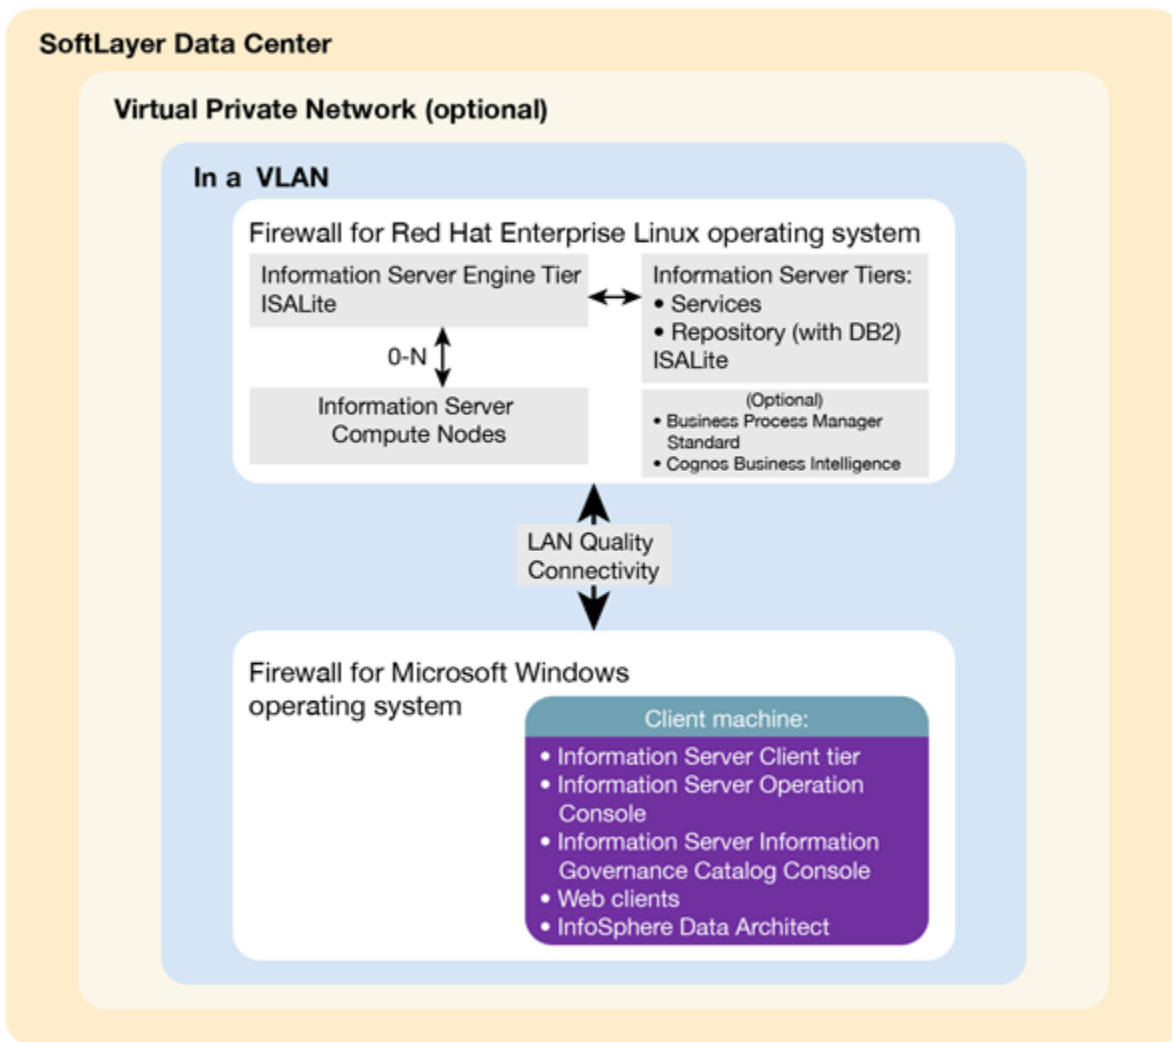 SoftLayer Data Center
Virtual Private Network (optional)
In a VLAN
Firewall for Red Hat Enterprise Linux operating system
Information Server Engine Tier
ISALite
Information Server Tiers:
• Services
• Repository (with DB2)
ISALite
0-N
Information Server
Compute Nodes
(Optional)
• Business Process Manager
Standard
• Cognos Business Intelligence
LAN Quality
Connectivity
Firewall for Microsoft Windows
operating system
Client machine:
• Information Server Client tier
• Information Server Operation
Console
• Information Server Information
Governance Catalog Console
• Web clients
• InfoSphere Data Architect